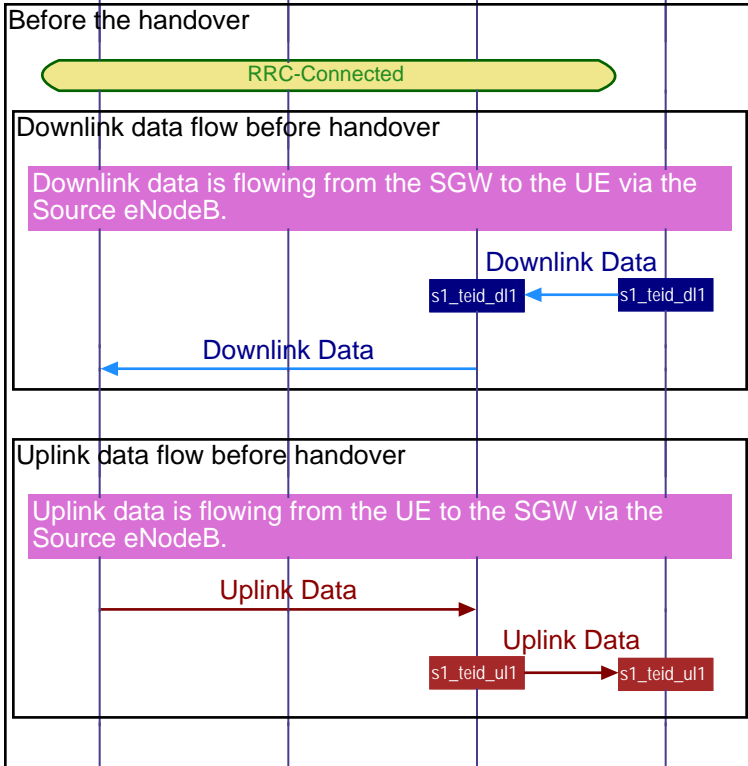 Before the handover
RRC-Connected
Downlink data flow before handover
Downlink data is flowing from the SGW to the UE via the
Source eNodeB.
Downlink Data
s1_teid_dl1 s1_teid_dl1
Downlink Data
Uplink data flow before handover
Uplink data is flowing from the UE to the SGW via the
Source eNodeB.
Uplink Data
Uplink Data
s1_teid_ul1 s1_teid_ul1